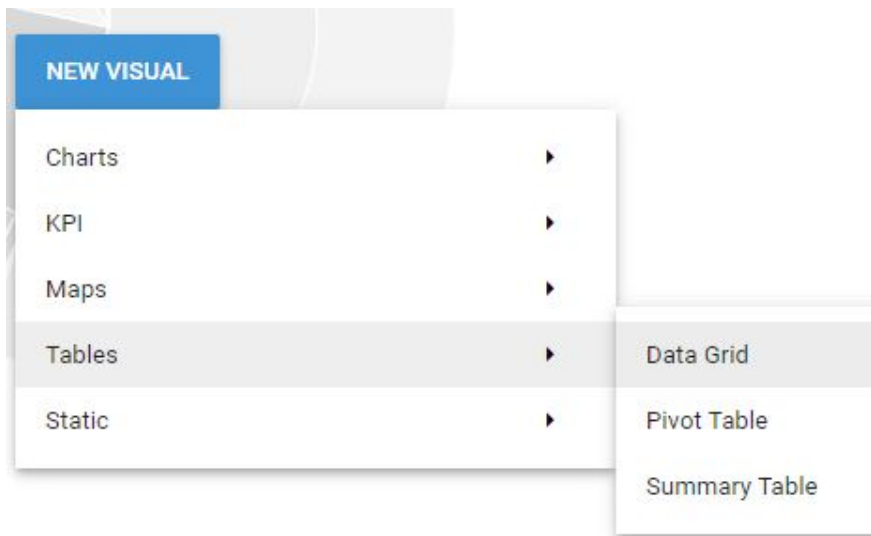 NEW VISUAL
Charts
KPI
Maps
Tables
Static
Data Grid
Pivot Table
Summary Table